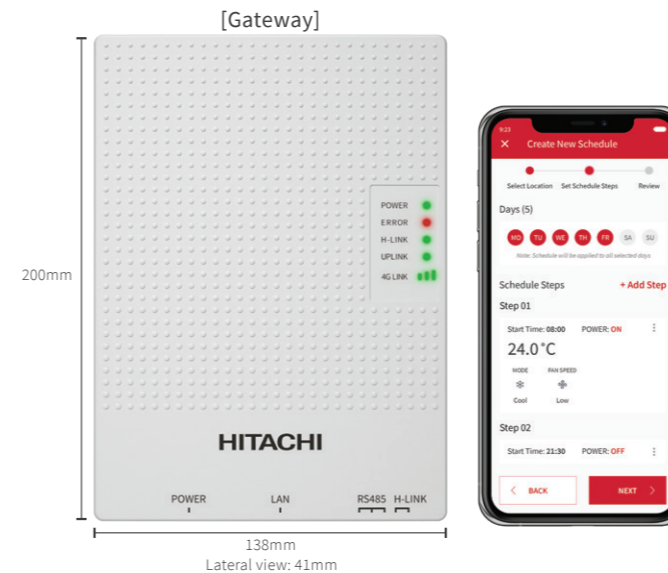 [Gateway]
200mm
POWER
ERROR
H-LINK
UPLINK
4G LINK
HITACHI
POWER LAN RS485 H-LINK
138mm
Lateral view: 41mm
9:23
× Create New Schedule
Select Location Set Schedule Steps Review
Days (5)
MO TU WE TH FR SA SU
Note: Schedule will be applied to all selected days
Schedule Steps + Add Step
Step 01
Start Time: 08:00 POWER: ON
24.0°C
MODE FAN SPEED
Cool Low
Step 02
Start Time: 21:30 POWER: OFF
< BACK NEXT >